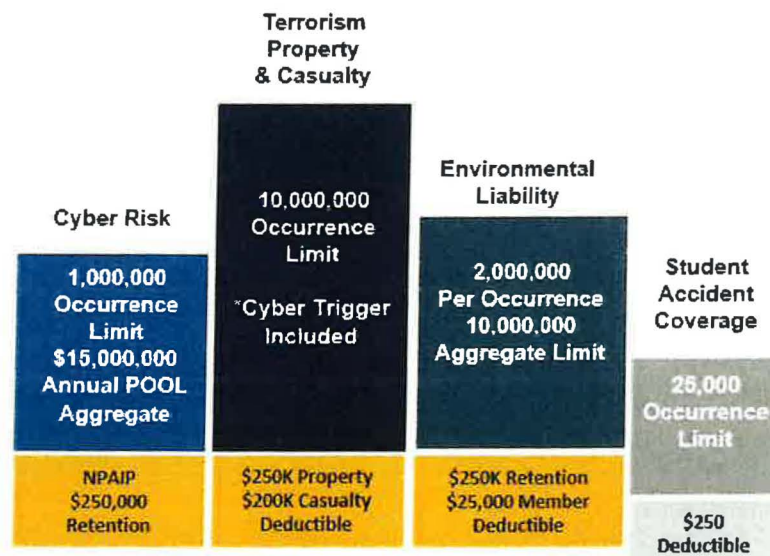 Terrorism
Property
& Casualty
10,000,000
Occurrence
Limit
*Cyber Trigger
Included
$250K Property
$200K Casualty
Deductible
Cyber Risk
1,000,000
Occurrence
Limit
$15,000,000
Annual POOL
Aggregate
NPAIP
$250,000
Retention
Environmental
Liability
2,000,000
Per Occurrence
10,000,000
Aggregate Limit
$250K Retention
$25,000 Member
Deductible
Student
Accident
Coverage
25,000
Occurrence
Limit
$250
Deductible